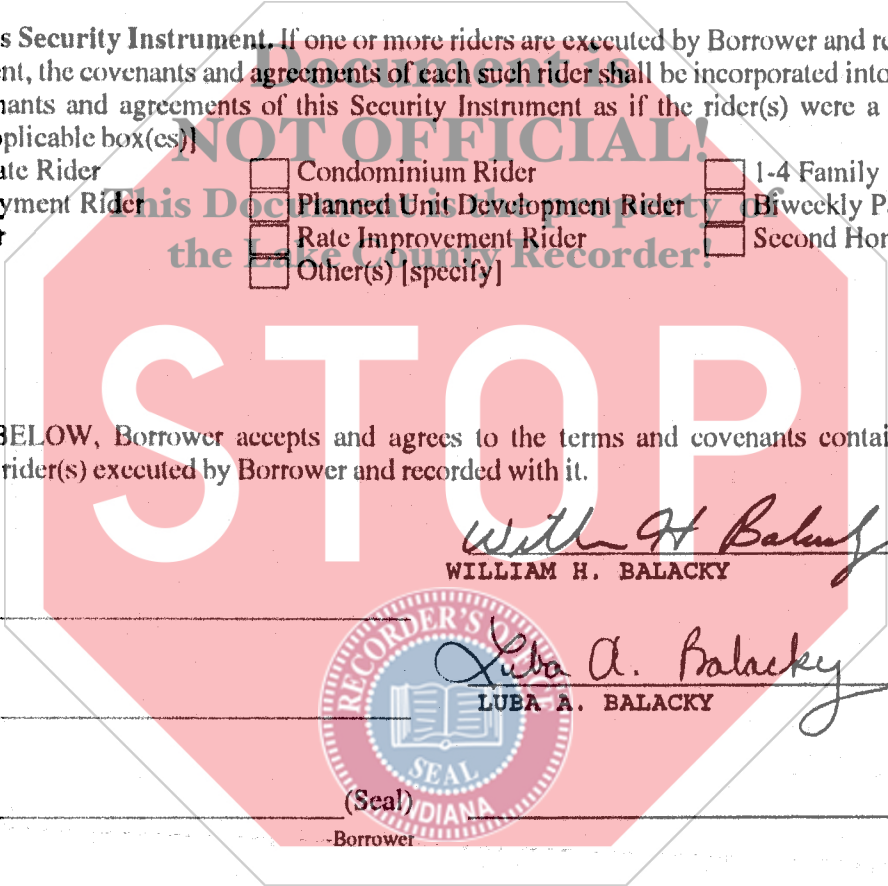 s Security Instrument. If one or more riders are executed by Borrower and re
ent, the covenants and agreements of each such rider shall be incorporated into
nants and agreements of this Security Instrument as if the rider(s) were a
plicable box(es)]
Document is
NOT OFFICIAL!
This Document is the property of
the Lake County Recorder!
ate Rider Condominium Rider 1-4 Family
yment Rider Planned Unit Development Rider Biweekly Pa
r Rate Improvement Rider Second Hom
Other(s) [specify]
STOP
BELOW, Borrower accepts and agrees to the terms and covenants contai
rider(s) executed by Borrower and recorded with it.
William H Balacky
WILLIAM H. BALACKY
Luba A. Balacky
LUBA A. BALACKY
RECORDER'S OFFICE
SEAL
INDIANA
(Seal)
-Borrower